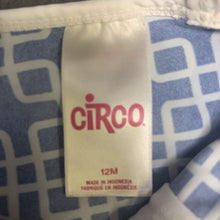 CIRCO
12M
MADE IN INDONESIA
FABRIQUÉ EN INDONÉSIE